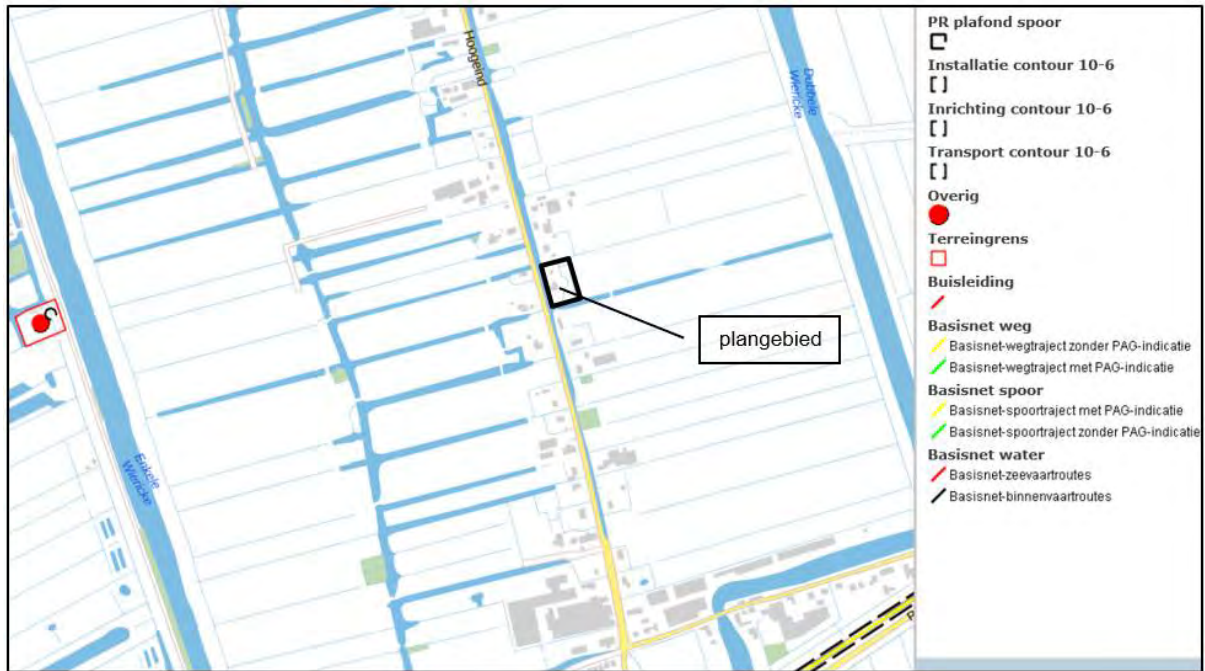 Hoogeind
Dubbele
Wiericke
plangebied
Enkele
Wiericke
PR plafond spoor
Installatie contour 10-6
Inrichting contour 10-6
Transport contour 10-6
Overig
Terreingrens
Buisleiding
Basisnet weg
Basisnet-wegtraject zonder PAG-indicatie
Basisnet-wegtraject met PAG-indicatie
Basisnet spoor
Basisnet-spoortraject met PAG-indicatie
Basisnet-spoortraject zonder PAG-indicatie
Basisnet water
Basisnet-zeevaartroutes
Basisnet-binnenvaartroutes